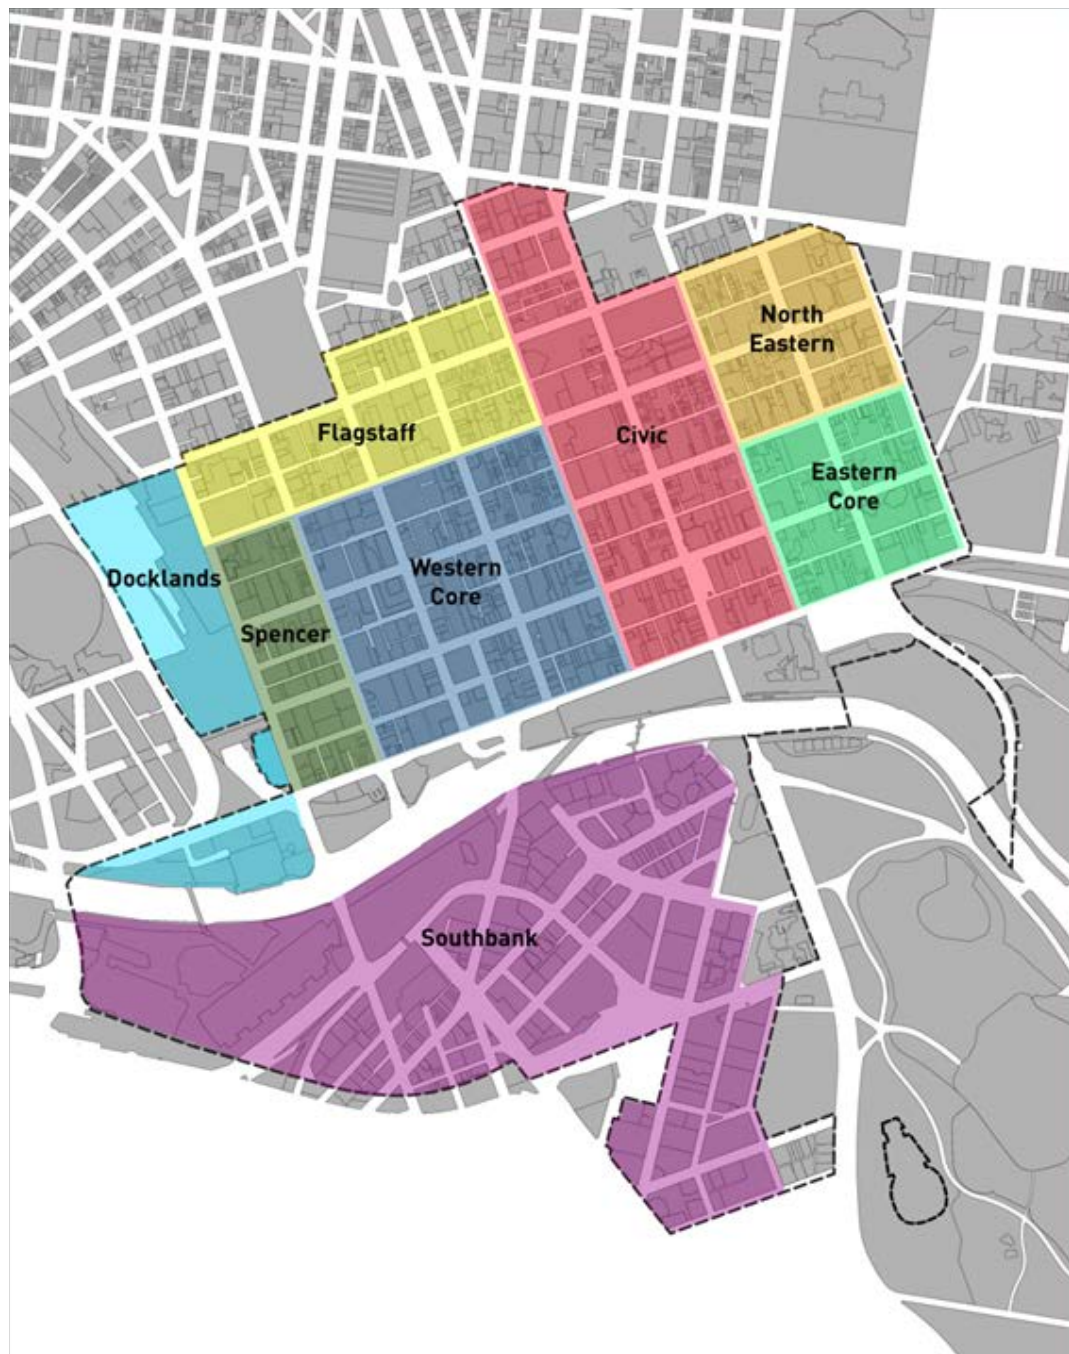 North
Eastern
Flagstaff
Civic
Eastern
Core
Docklands
Western
Core
Spencer
Southbank